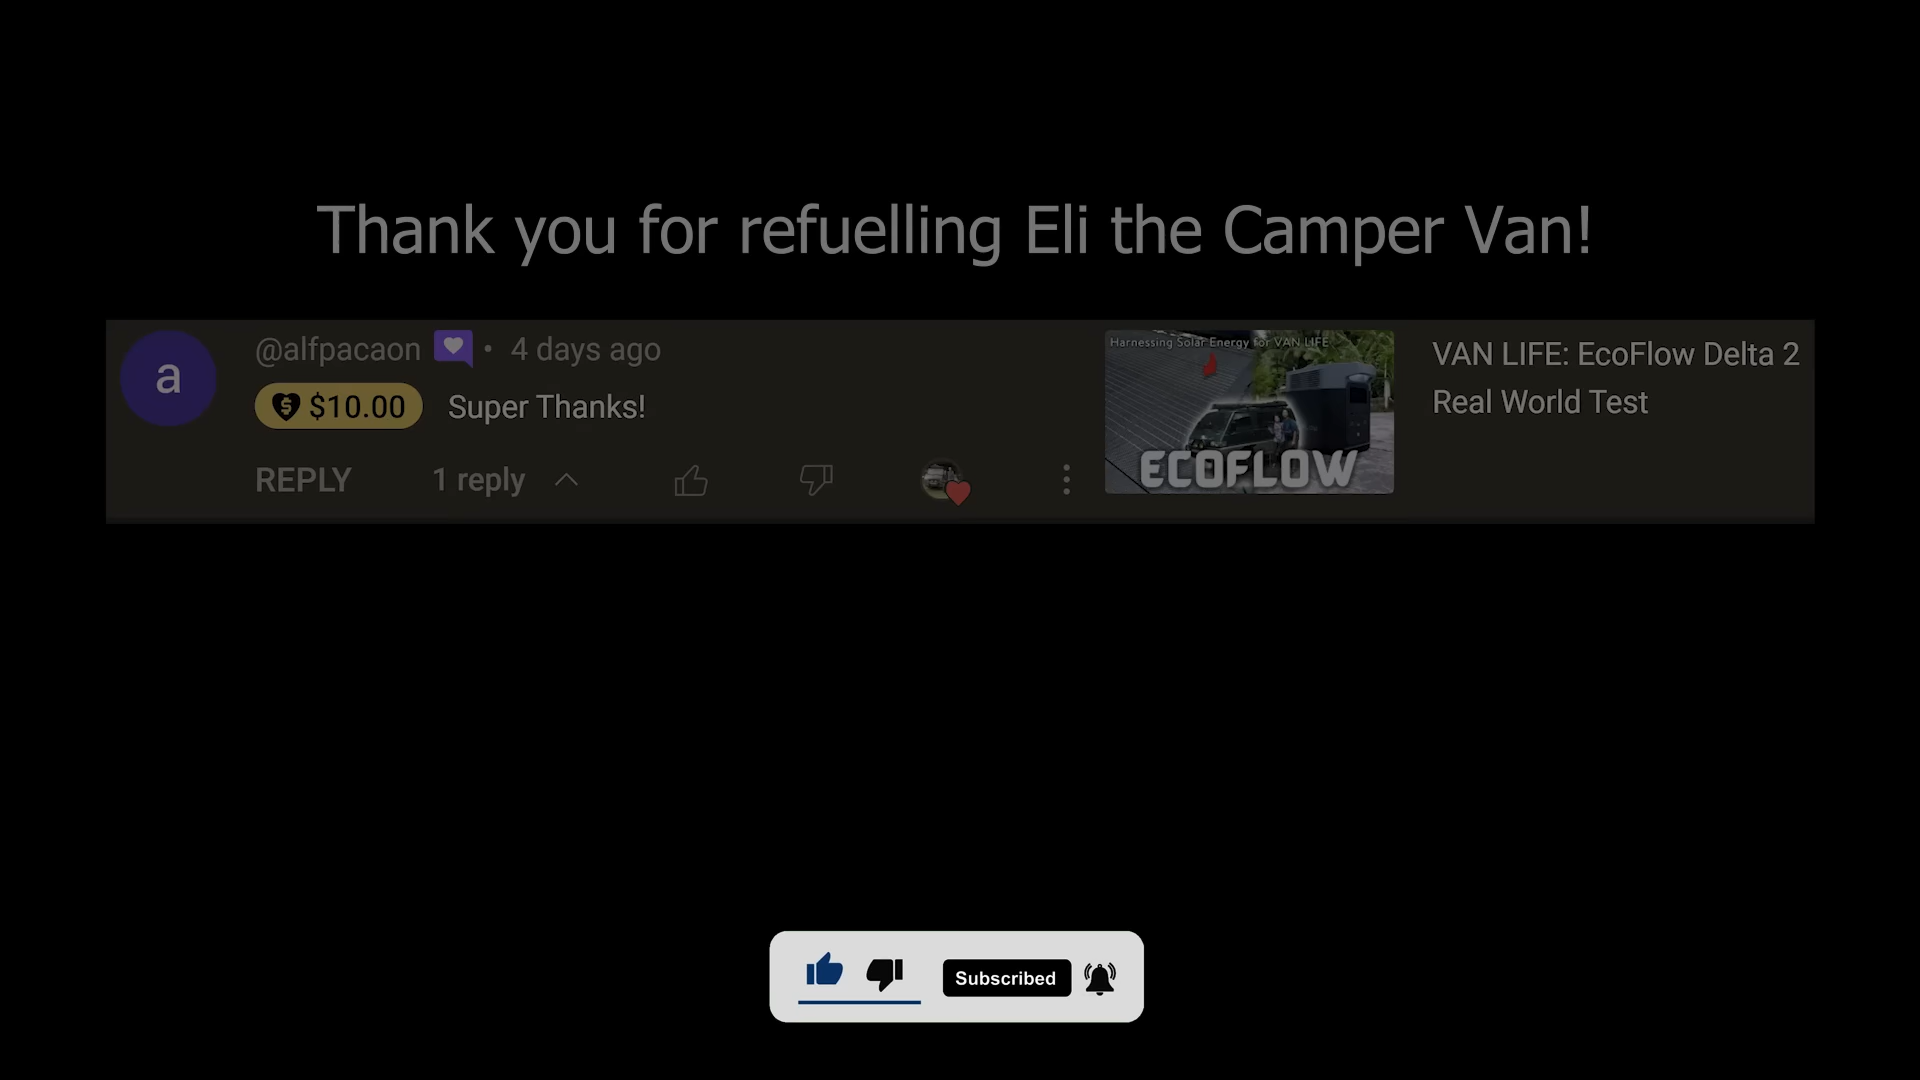 Thank you for refuelling Eli the Camper Van!
a
@alfpacaon • 4 days ago
$10.00 Super Thanks!
REPLY 1 reply
Harnessing Solar Energy for VAN LIFE
ECOFLOW
VAN LIFE: EcoFlow Delta 2
Real World Test
Subscribed